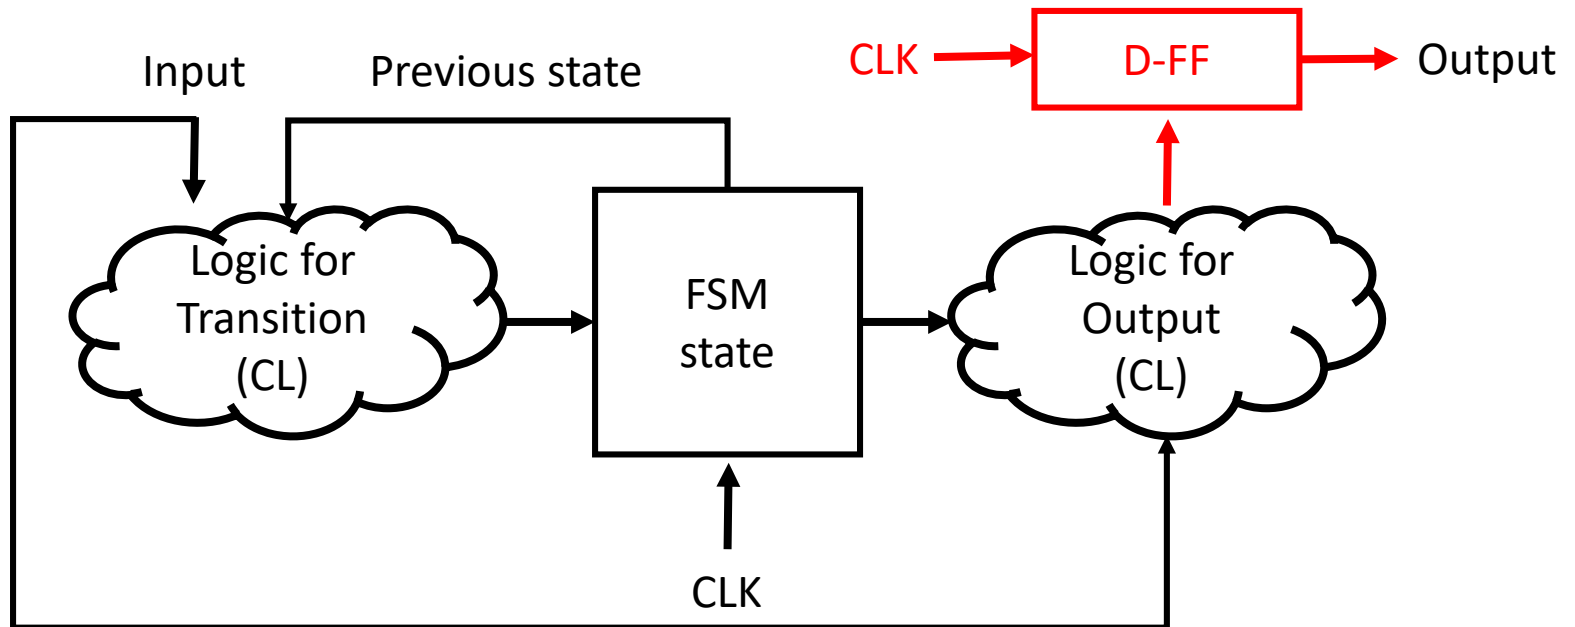 Input
Previous state
CLK
D-FF
Output
Logic for
Transition
(CL)
FSM
state
Logic for
Output
(CL)
CLK